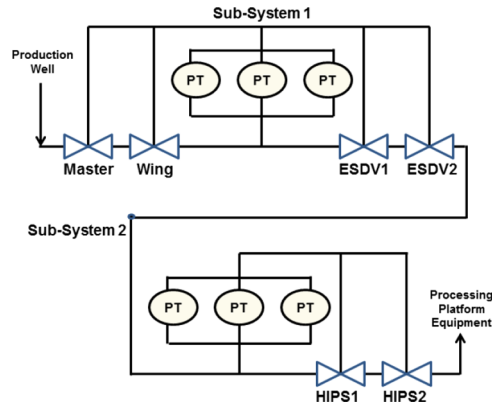 Sub-System 1
Production
Well
PT PT PT
Master Wing ESDV1 ESDV2
Sub-System 2
PT PT PT
Processing
Platform
Equipment
HIPS1 HIPS2